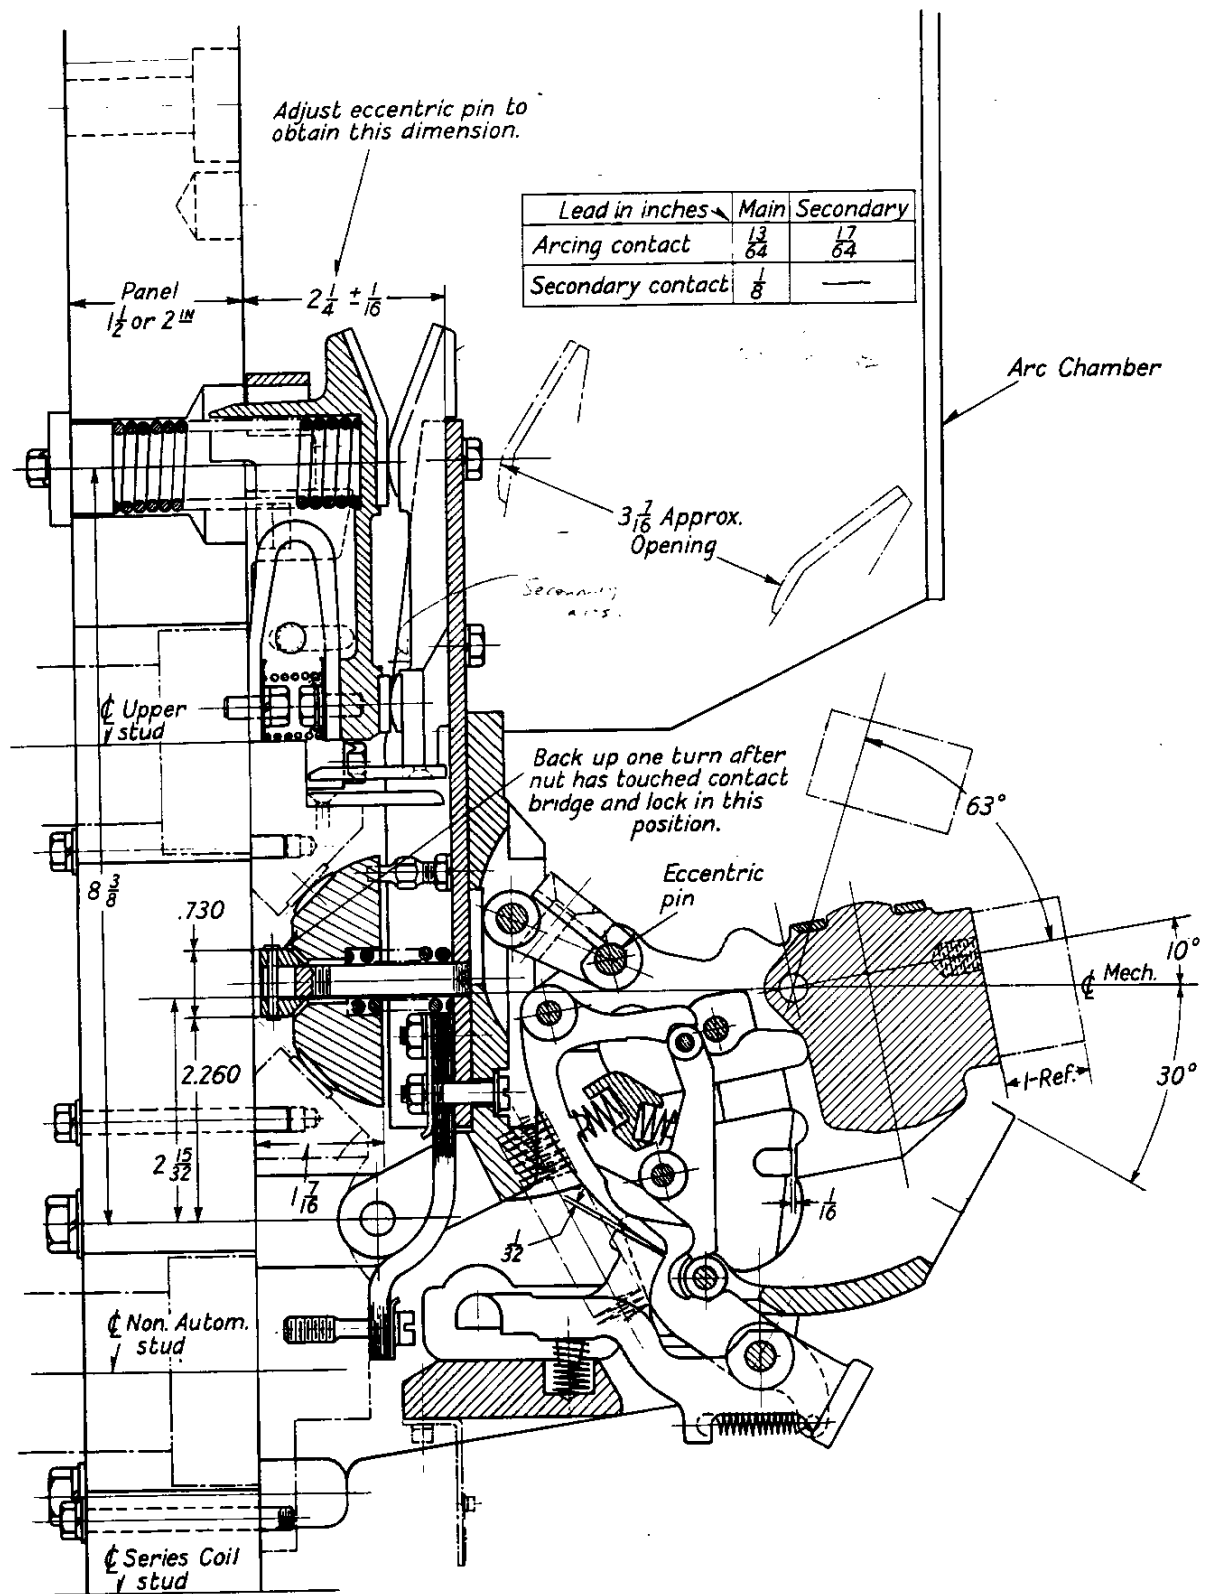 Adjust eccentric pin to
obtain this dimension.
Lead in inches Main Secondary
Arcing contact 13/64 17/64
Secondary contact 1/8 —
Panel
1 1/2 or 2 IN
2 1/4 ± 1/16
Arc Chamber
3 7/16 Approx.
Opening
Secondary
℄ Upper
stud
Back up one turn after
nut has touched contact
bridge and lock in this
position.
63°
Eccentric
pin
8 3/8
.730
10°
℄ Mech.
2.260
1-Ref.
30°
2 15/32
1 7/16
1/16
1/32
℄ Non. Autom.
stud
℄ Series Coil
stud